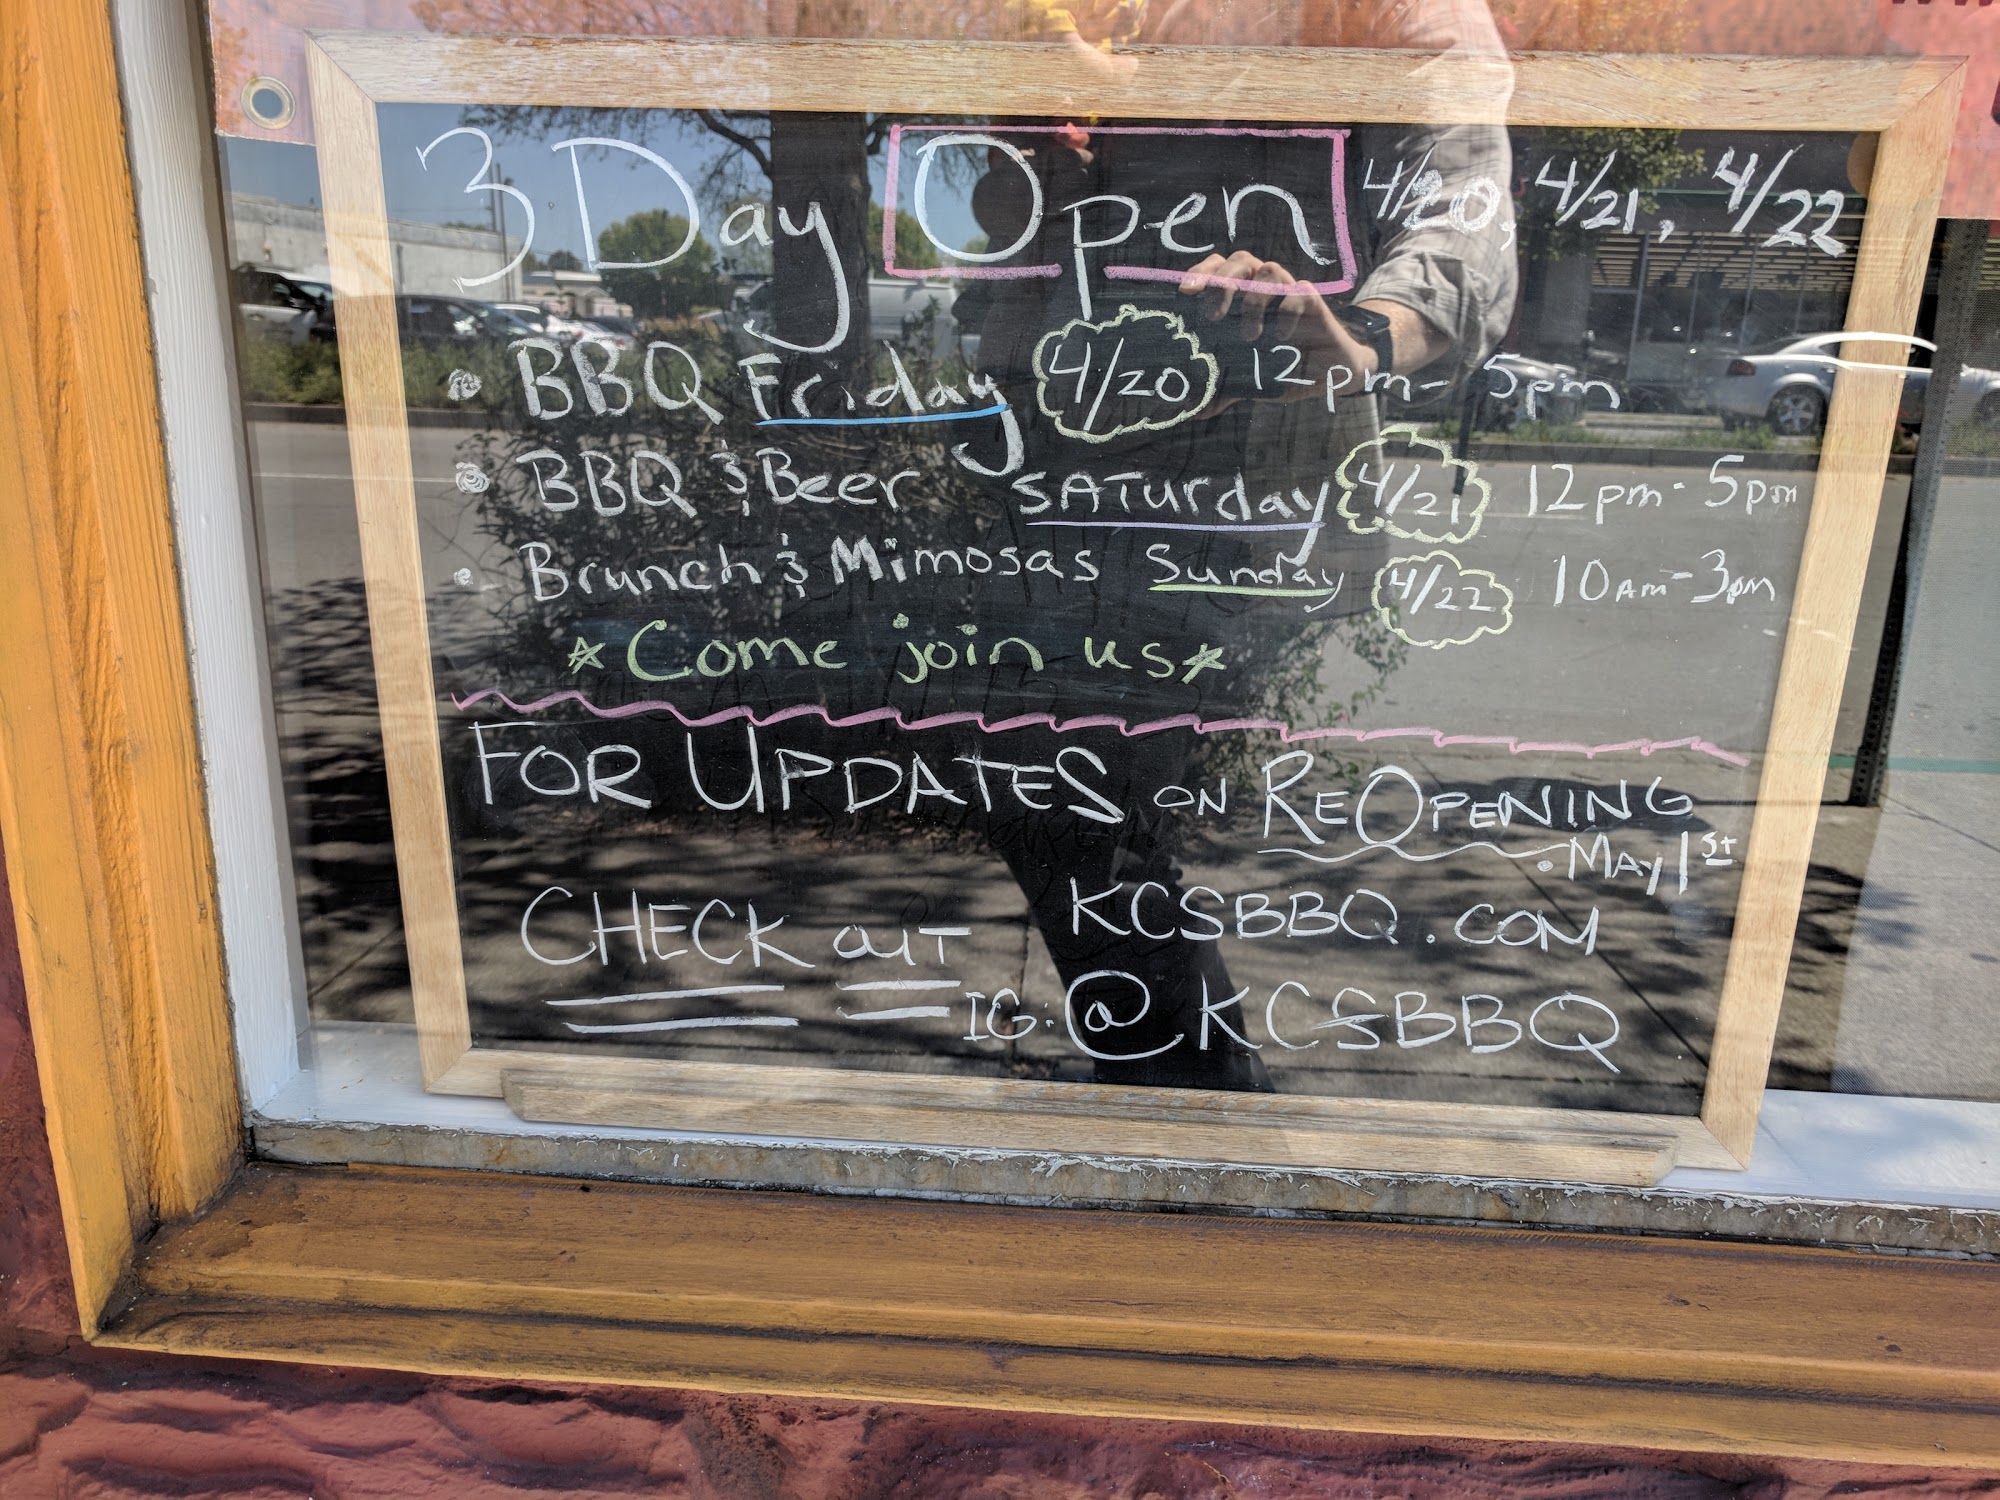 3 Day Open 4/20, 4/21, 4/22
• BBQ Friday 4/20 12pm- 5pm
• BBQ & Beer SATurday 4/21 12pm- 5pm
• Brunch & Mimosas Sunday 4/22 10AM-3pm
☆Come join us☆
FOR UPDATES ON REOPENING
• MAY 1st
CHECK OUT KCSBBQ.COM
IG: @KCSBBQ